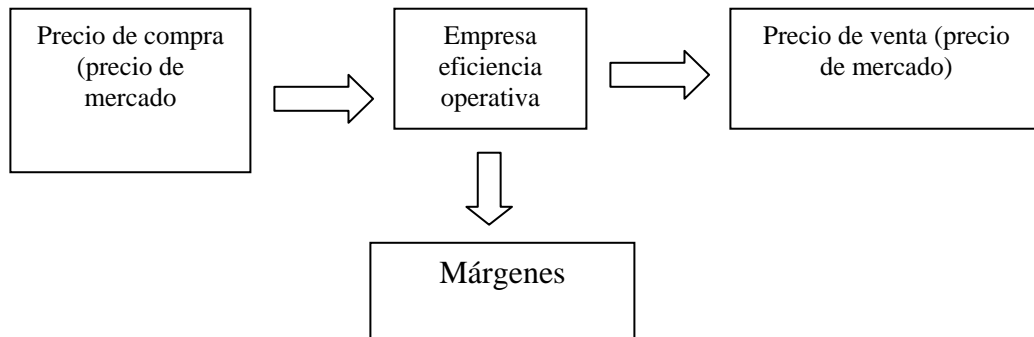 Precio de compra
(precio de
mercado
Empresa
eficiencia
operativa
Precio de venta (precio
de mercado)
Márgenes